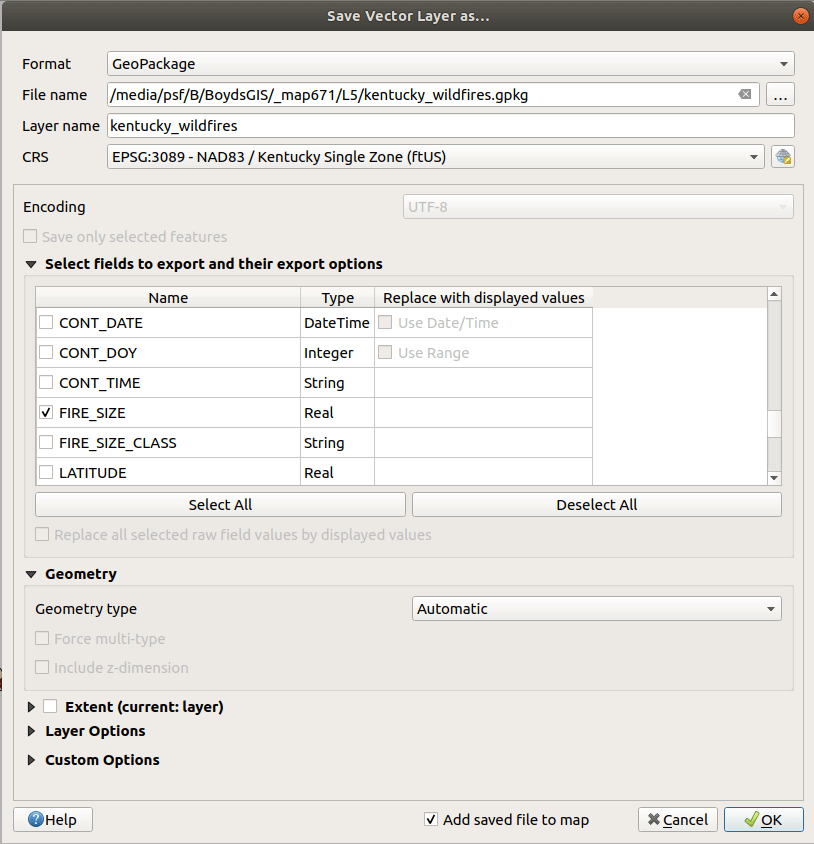 Save Vector Layer as…
Format GeoPackage
File name /media/psf/B/BoydsGIS/_map671/L5/kentucky_wildfires.gpkg ...
Layer name kentucky_wildfires
CRS EPSG:3089 - NAD83 / Kentucky Single Zone (ftUS)
Encoding UTF-8
Save only selected features
Select fields to export and their export options
Name Type Replace with displayed values
CONT_DATE DateTime Use Date/Time
CONT_DOY Integer Use Range
CONT_TIME String
FIRE_SIZE Real
FIRE_SIZE_CLASS String
LATITUDE Real
Select All Deselect All
Replace all selected raw field values by displayed values
Geometry
Geometry type Automatic
Force multi-type
Include z-dimension
Extent (current: layer)
Layer Options
Custom Options
Help Add saved file to map Cancel OK